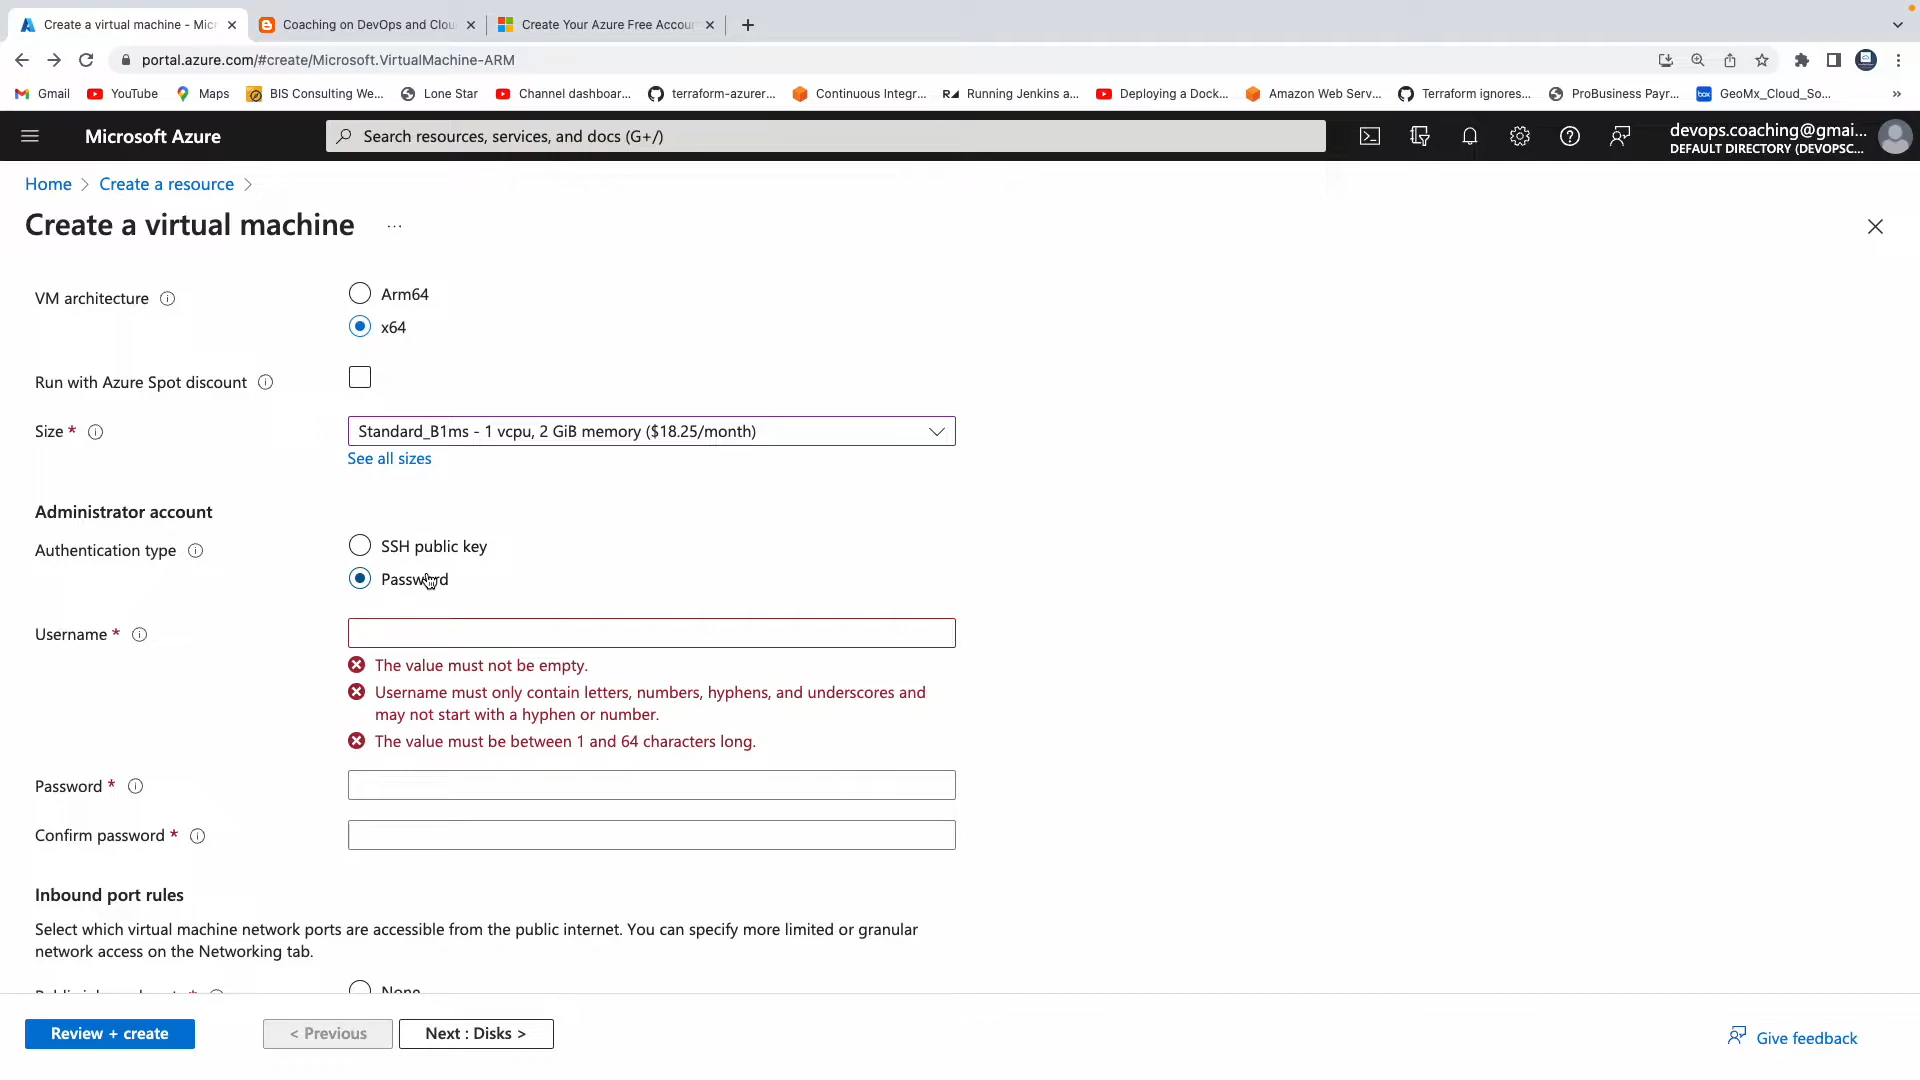 Create a virtual machine - Micr
Coaching on DevOps and Clou
Create Your Azure Free Accou
portal.azure.com/#create/Microsoft.VirtualMachine-ARM
Gmail
YouTube
Maps
BIS Consulting We...
Lone Star
Channel dashboar...
terraform-azurer...
Continuous Integr...
Running Jenkins a...
Deploying a Dock...
Amazon Web Serv...
Terraform ignores...
ProBusiness Payr...
GeoMx_Cloud_So...
Microsoft Azure
Search resources, services, and docs (G+/)
devops.coaching@gmai...
DEFAULT DIRECTORY (DEVOPSC...
Home > Create a resource >
Create a virtual machine ...
VM architecture
Arm64
x64
Run with Azure Spot discount
Size *
Standard_B1ms - 1 vcpu, 2 GiB memory ($18.25/month)
See all sizes
Administrator account
Authentication type
SSH public key
Password
Username *
The value must not be empty.
Username must only contain letters, numbers, hyphens, and underscores and
may not start with a hyphen or number.
The value must be between 1 and 64 characters long.
Password *
Confirm password *
Inbound port rules
Select which virtual machine network ports are accessible from the public internet. You can specify more limited or granular
network access on the Networking tab.
None
Review + create
< Previous
Next : Disks >
Give feedback